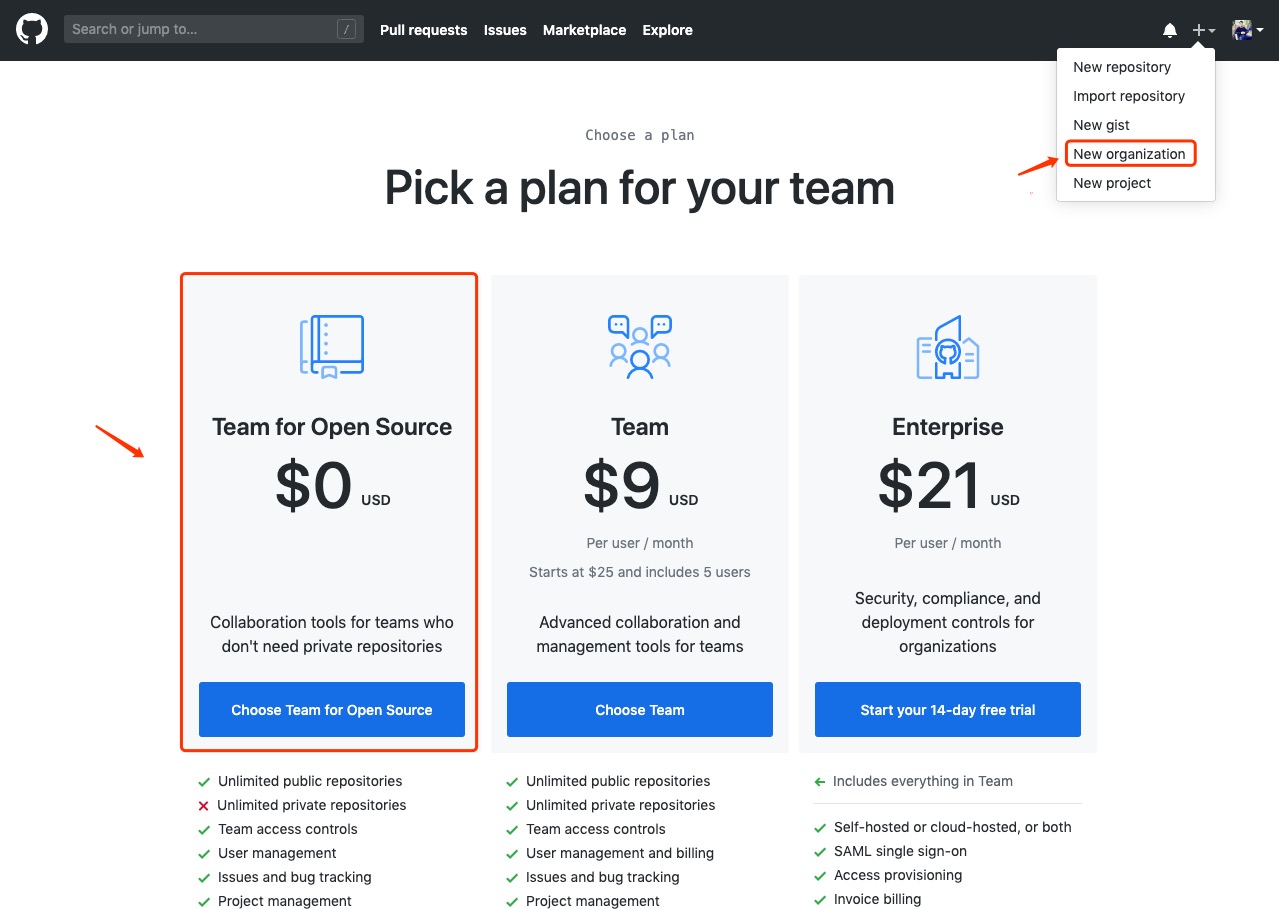 Search or jump to... /
Pull requests
Issues
Marketplace
Explore
New repository
Import repository
New gist
New organization
New project
Choose a plan
Pick a plan for your team
Team for Open Source
$0 USD
Collaboration tools for teams who
don't need private repositories
Choose Team for Open Source
Unlimited public repositories
Unlimited private repositories
Team access controls
User management
Issues and bug tracking
Project management
Team
$9 USD
Per user / month
Starts at $25 and includes 5 users
Advanced collaboration and
management tools for teams
Choose Team
Unlimited public repositories
Unlimited private repositories
Team access controls
User management and billing
Issues and bug tracking
Project management
Enterprise
$21 USD
Per user / month
Security, compliance, and
deployment controls for
organizations
Start your 14-day free trial
Includes everything in Team
Self-hosted or cloud-hosted, or both
SAML single sign-on
Access provisioning
Invoice billing